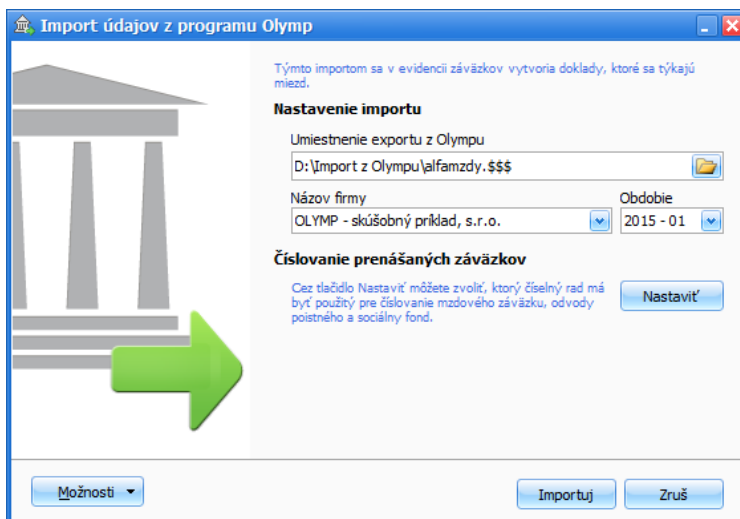 Import údajov z programu Olymp
Týmto importom sa v evidencii záväzkov vytvoria doklady, ktoré sa týkajú
miezd.
Nastavenie importu
Umiestnenie exportu z Olympu
D:\Import z Olympu\alfamzdy.$$$
Názov firmy
Obdobie
OLYMP - skúšobný príklad, s.r.o.
2015 - 01
Číslovanie prenášaných záväzkov
Cez tlačidlo Nastaviť môžete zvoliť, ktorý číselný rad má
byť použitý pre číslovanie mzdového záväzku, odvody
poistného a sociálny fond.
Nastaviť
Možnosti
Importuj
Zruš